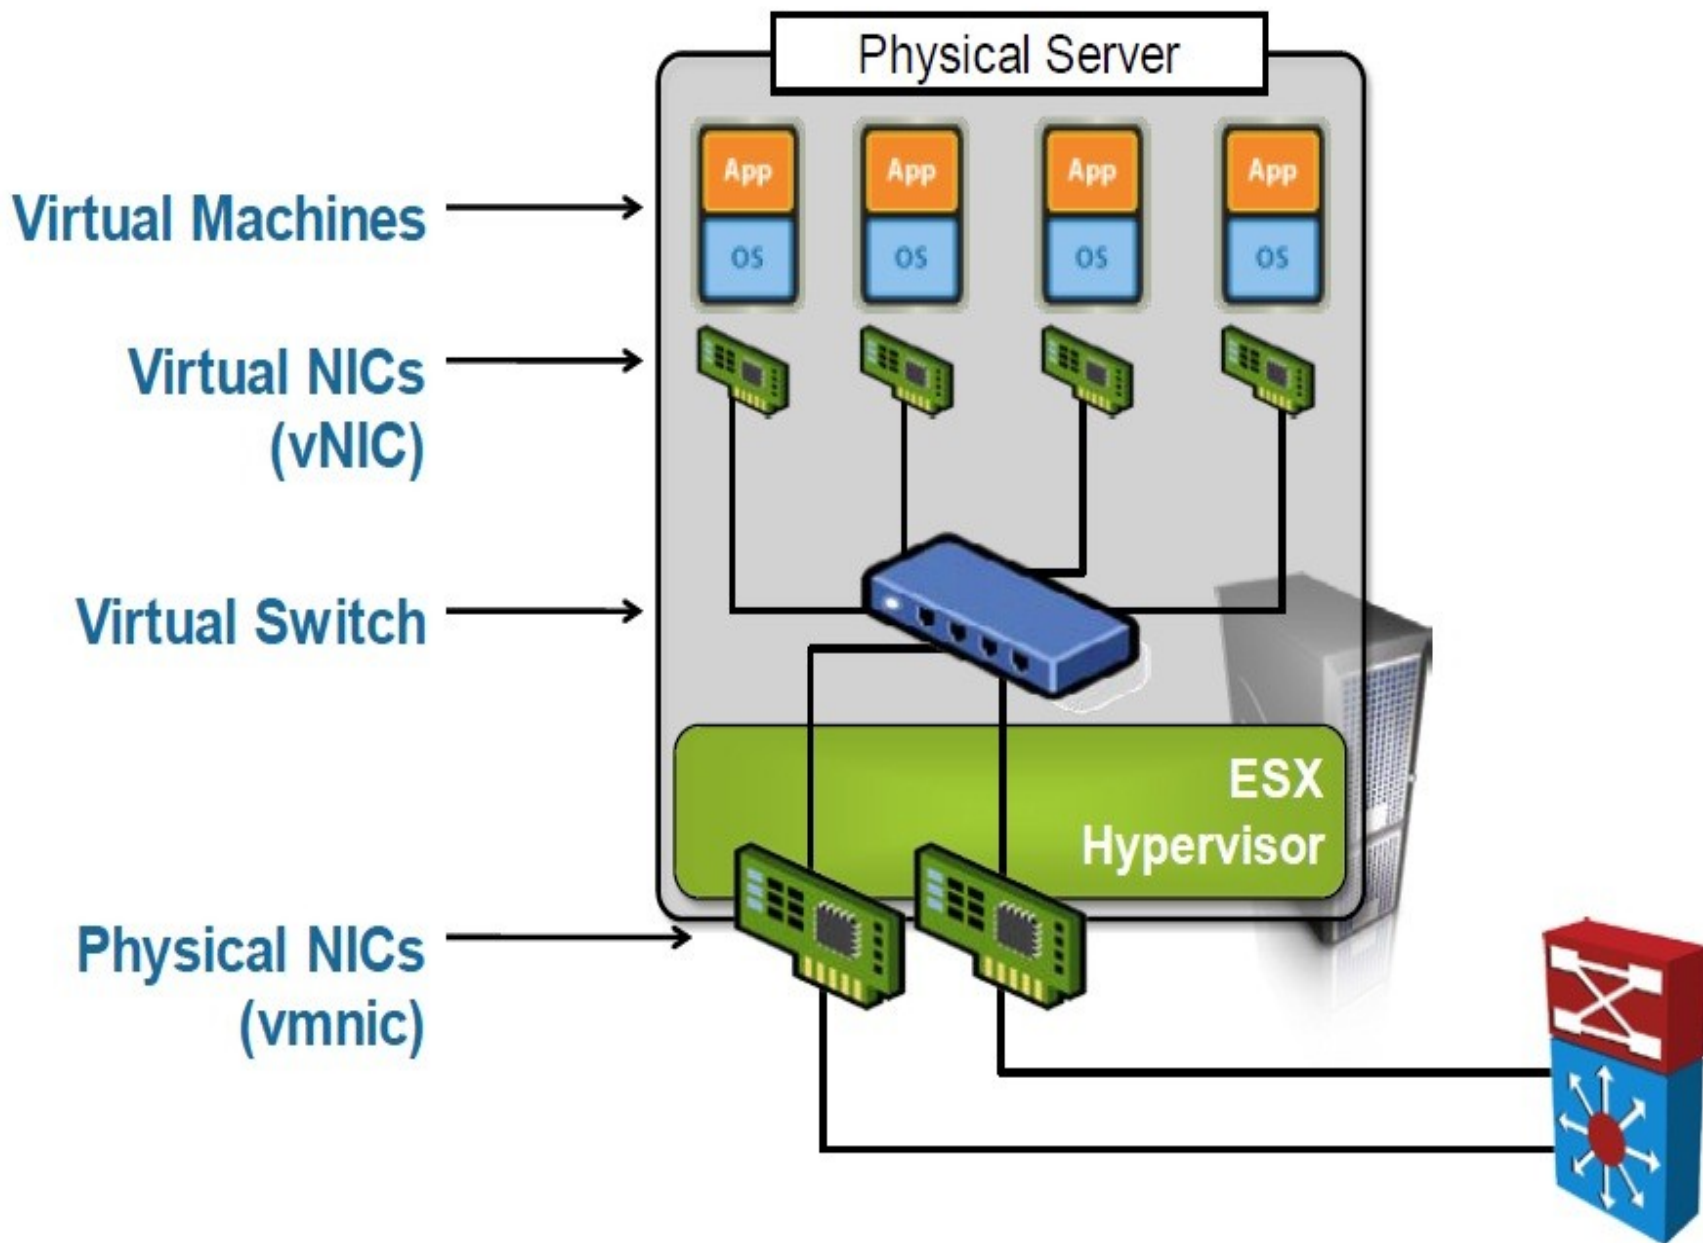 Physical Server
App
App
App
App
Virtual Machines
OS
OS
OS
OS
Virtual NICs
(vNIC)
Virtual Switch
ESX
Hypervisor
Physical NICs
(vmnic)